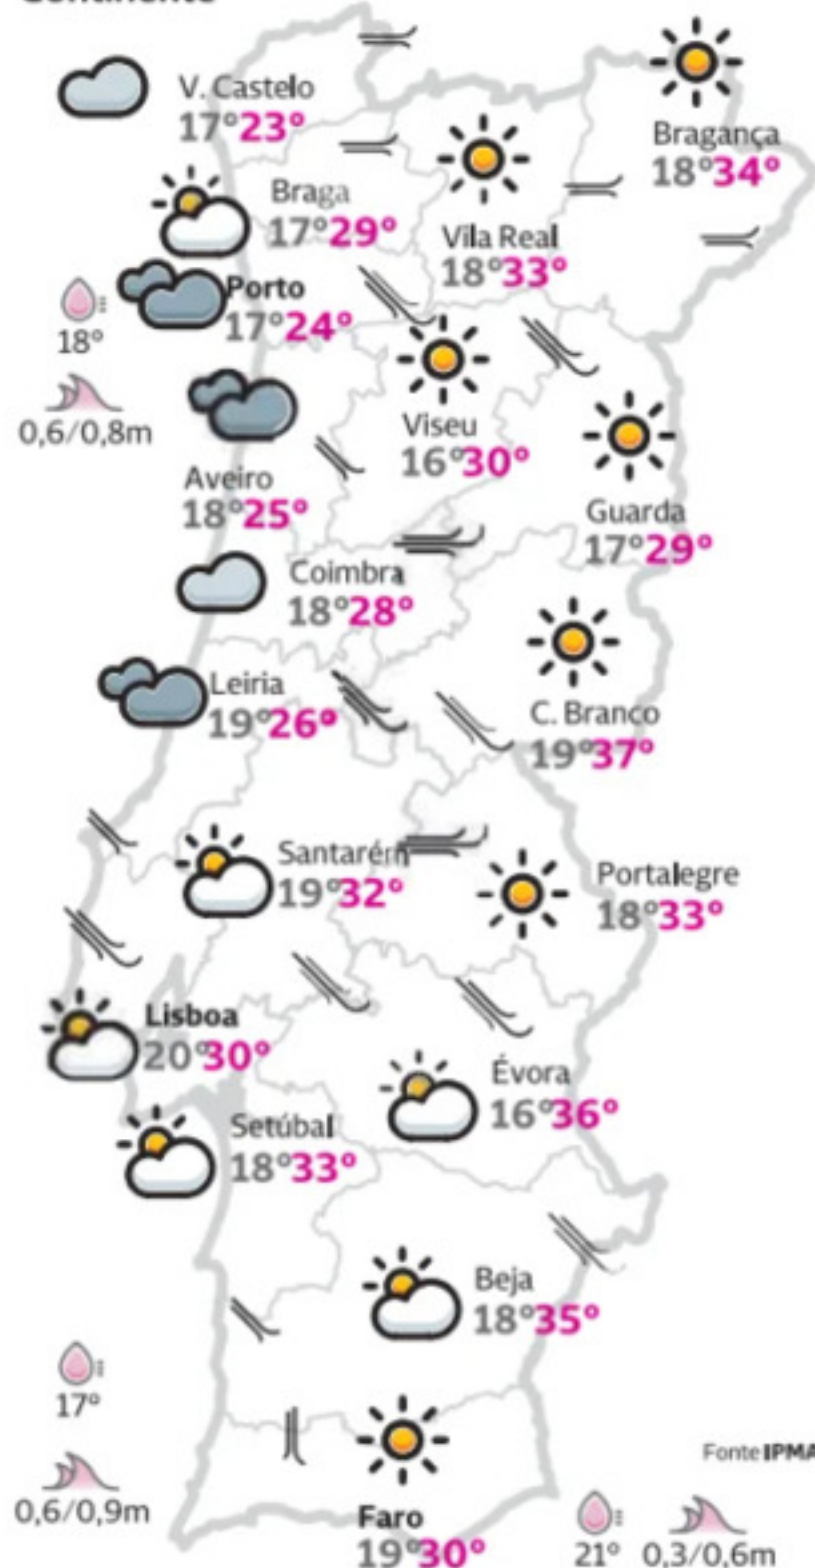 Continente
V. Castelo
17° 23°
Bragança
18° 34°
Braga
17° 29°
Vila Real
18° 33°
Porto
17° 24°
18°
0,6/0,8m
Viseu
16° 30°
Aveiro
18° 25°
Guarda
17° 29°
Coimbra
18° 28°
Leiria
19° 26°
C. Branco
19° 37°
Santarém
19° 32°
Portalegre
18° 33°
Lisboa
20° 30°
Évora
16° 36°
Setúbal
18° 33°
Beja
18° 35°
17°
0,6/0,9m
Fonte IPMA
Faro
19° 30°
21°
0,3/0,6m